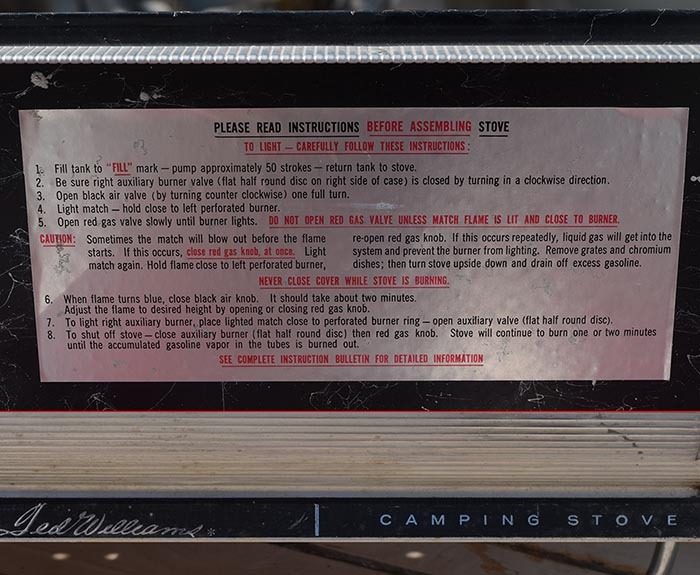 PLEASE READ INSTRUCTIONS BEFORE ASSEMBLING STOVE
TO LIGHT — CAREFULLY FOLLOW THESE INSTRUCTIONS:
1. Fill tank to "FILL" mark — pump approximately 50 strokes — return tank to stove.
2. Be sure right auxiliary burner valve (flat half round disc on right side of case) is closed by turning in a clockwise direction.
3. Open black air valve (by turning counter clockwise) one full turn.
4. Light match — hold close to left perforated burner.
5. Open red gas valve slowly until burner lights. DO NOT OPEN RED GAS VALVE UNLESS MATCH FLAME IS LIT AND CLOSE TO BURNER.
CAUTION: Sometimes the match will blow out before the flame
starts. If this occurs, close red gas knob, at once. Light
match again. Hold flame close to left perforated burner,
re-open red gas knob. If this occurs repeatedly, liquid gas will get into the
system and prevent the burner from lighting. Remove grates and chromium
dishes; then turn stove upside down and drain off excess gasoline.
NEVER CLOSE COVER WHILE STOVE IS BURNING.
6. When flame turns blue, close black air knob. It should take about two minutes.
Adjust the flame to desired height by opening or closing red gas knob.
7. To light right auxiliary burner, place lighted match close to perforated burner ring — open auxiliary valve (flat half round disc).
8. To shut off stove — close auxiliary burner (flat half round disc) then red gas knob. Stove will continue to burn one or two minutes
until the accumulated gasoline vapor in the tubes is burned out.
SEE COMPLETE INSTRUCTION BULLETIN FOR DETAILED INFORMATION
Ted Williams* | CAMPING STOVE